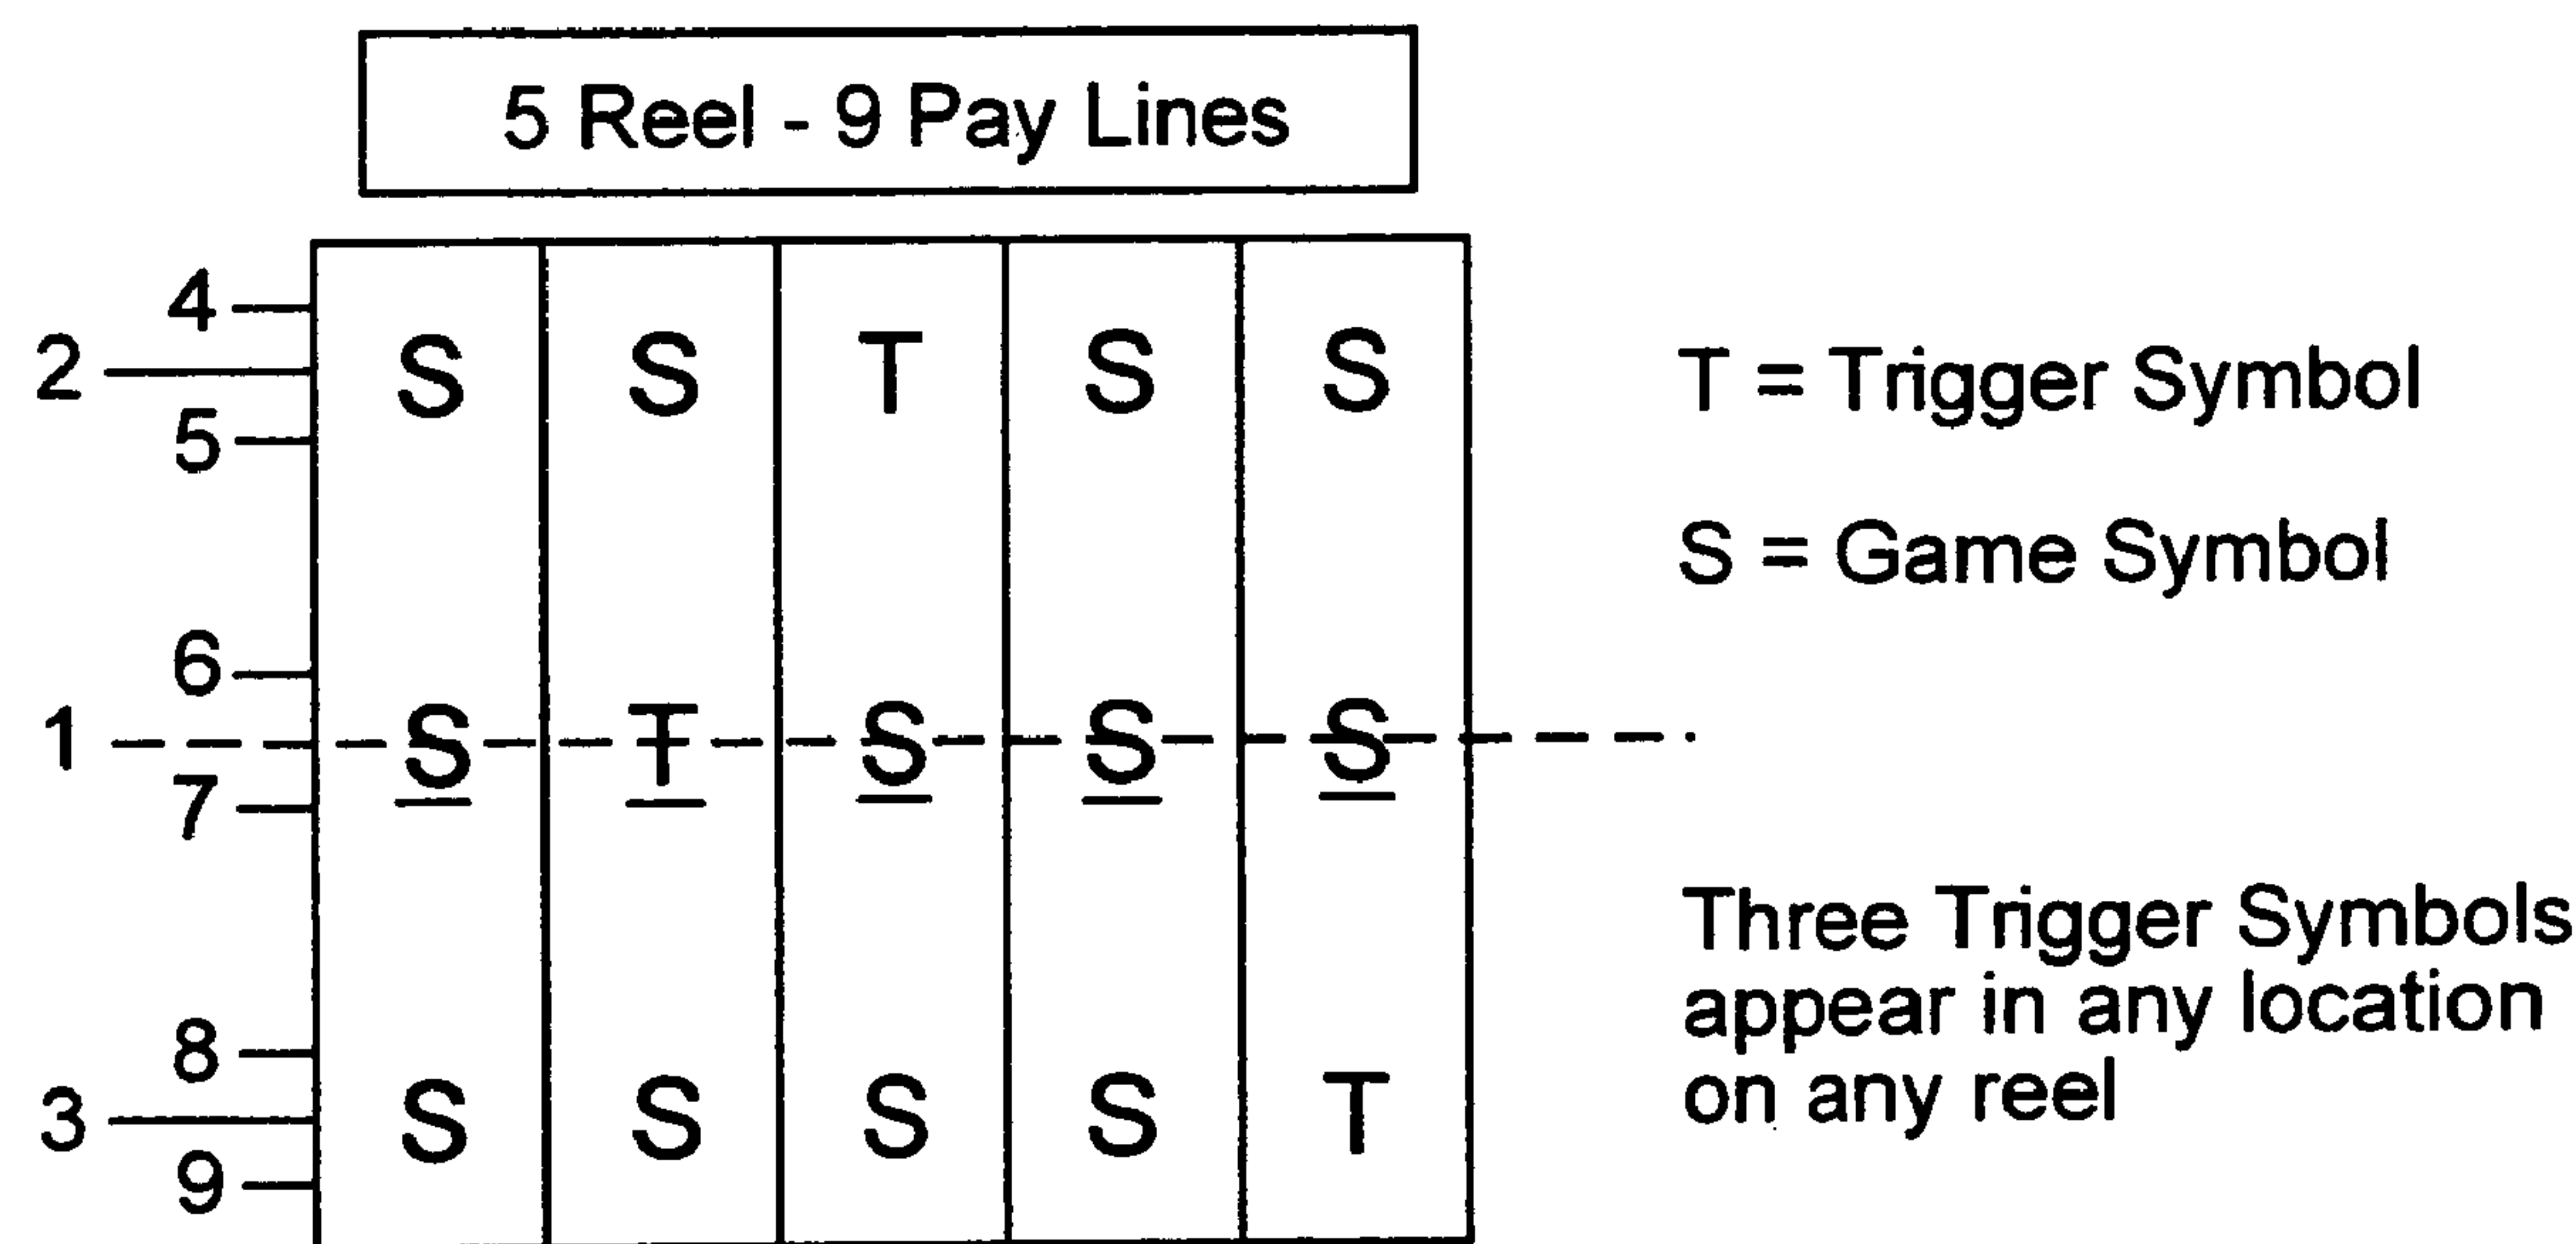 5 Reel - 9 Pay Lines
4
2 S S T S S
5
6
1 S T S S S
7
8
3 S S S S T
9
T = Trigger Symbol
S = Game Symbol
Three Trigger Symbols
appear in any location
on any reel